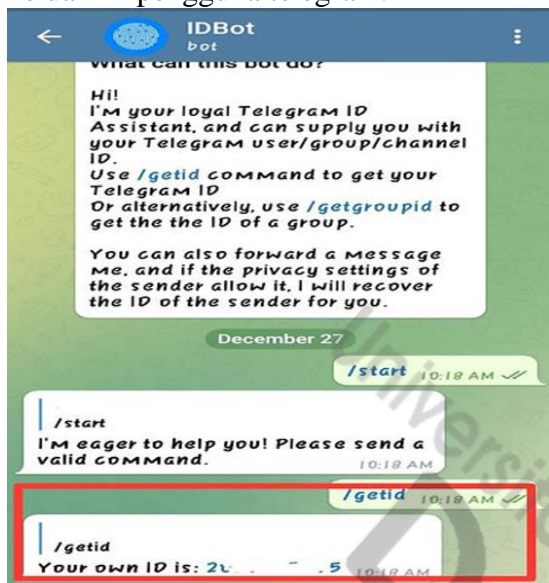 IDBot
bot
What can this bot do?
Hi!
I'm your loyal Telegram ID
Assistant, and can supply you with
your Telegram user/group/channel
ID.
Use /getid command to get your
Telegram ID
Or alternatively, use /getgroupid to
get the the ID of a group.
You can also forward a message
me, and if the privacy settings of
the sender allow it, I will recover
the ID of the sender for you.
December 27
/start 10:18 AM
/start
I'm eager to help you! Please send a
valid command.
10:18 AM
/getid 10:18 AM
/getid
Your own ID is:
10:18 AM